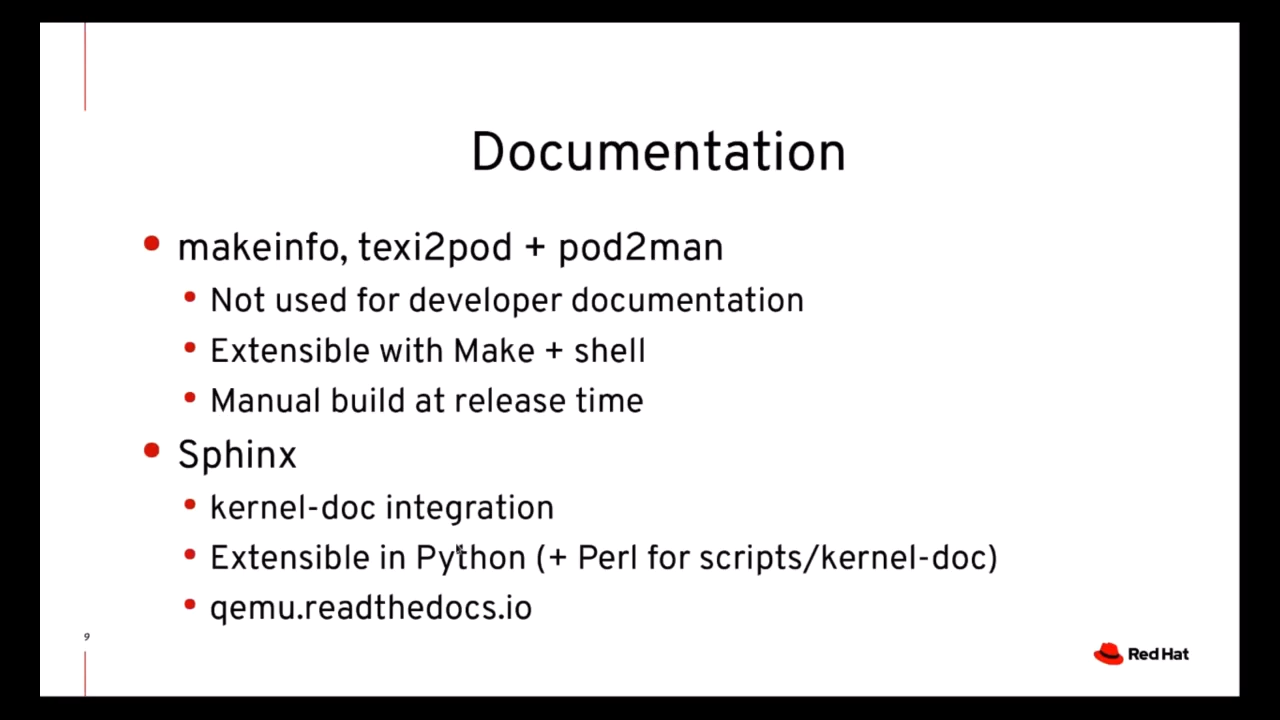 Documentation
makeinfo, texi2pod + pod2man
Not used for developer documentation
Extensible with Make + shell
Manual build at release time
Sphinx
kernel-doc integration
Extensible in Python (+ Perl for scripts/kernel-doc)
qemu.readthedocs.io
9
Red Hat